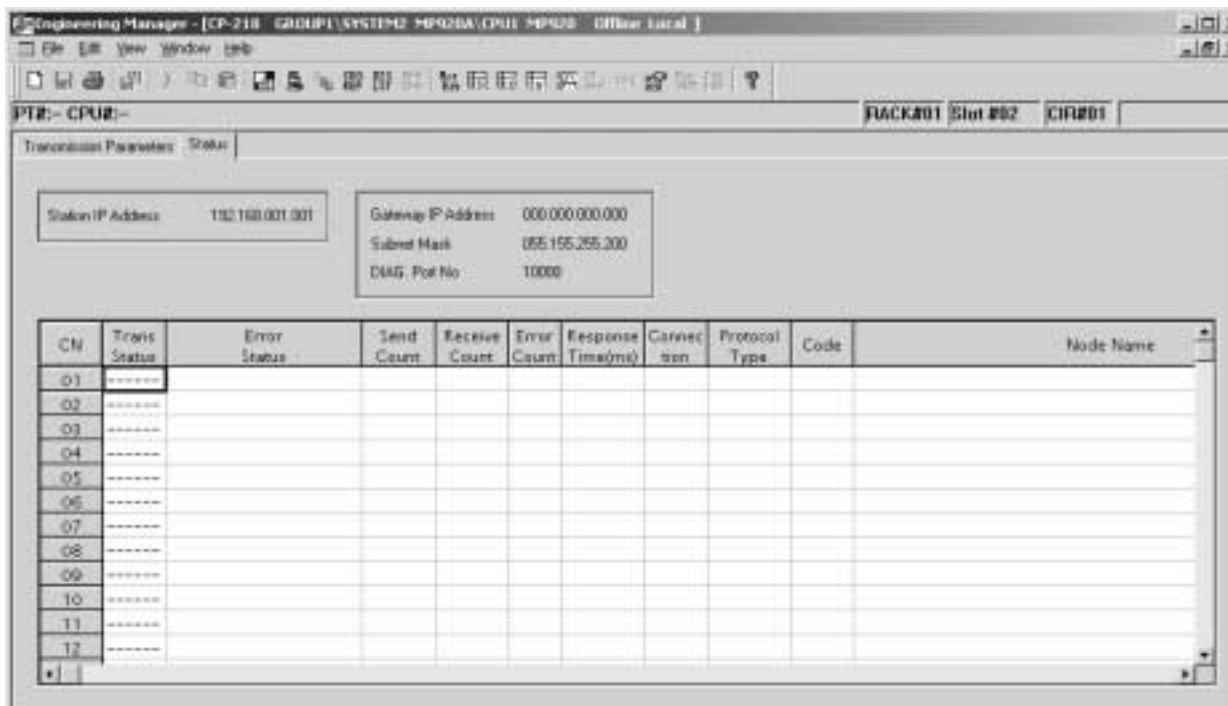 Engineering Manager - [CP-218 GROUP1\SYSTEM2 MP920A\CPU1 MP920 Offline Local ]
File Edit View Window Help
PT#:- CPU#:-
RACK#01 Slot #02 CIR#01
Transmission Parameters Status
Station IP Address 192.168.001.001
Gateway IP Address 000.000.000.000
Subnet Mask
DIAG. Port No 10000
CN Trans Status Error Status Send Count Receive Count Error Count Response Time(ms) Connec tion Protocol Type Code Node Name
01 ------
02 ------
03 ------
04 ------
05 ------
06 ------
07 ------
08 ------
09 ------
10 ------
11 ------
12 ------